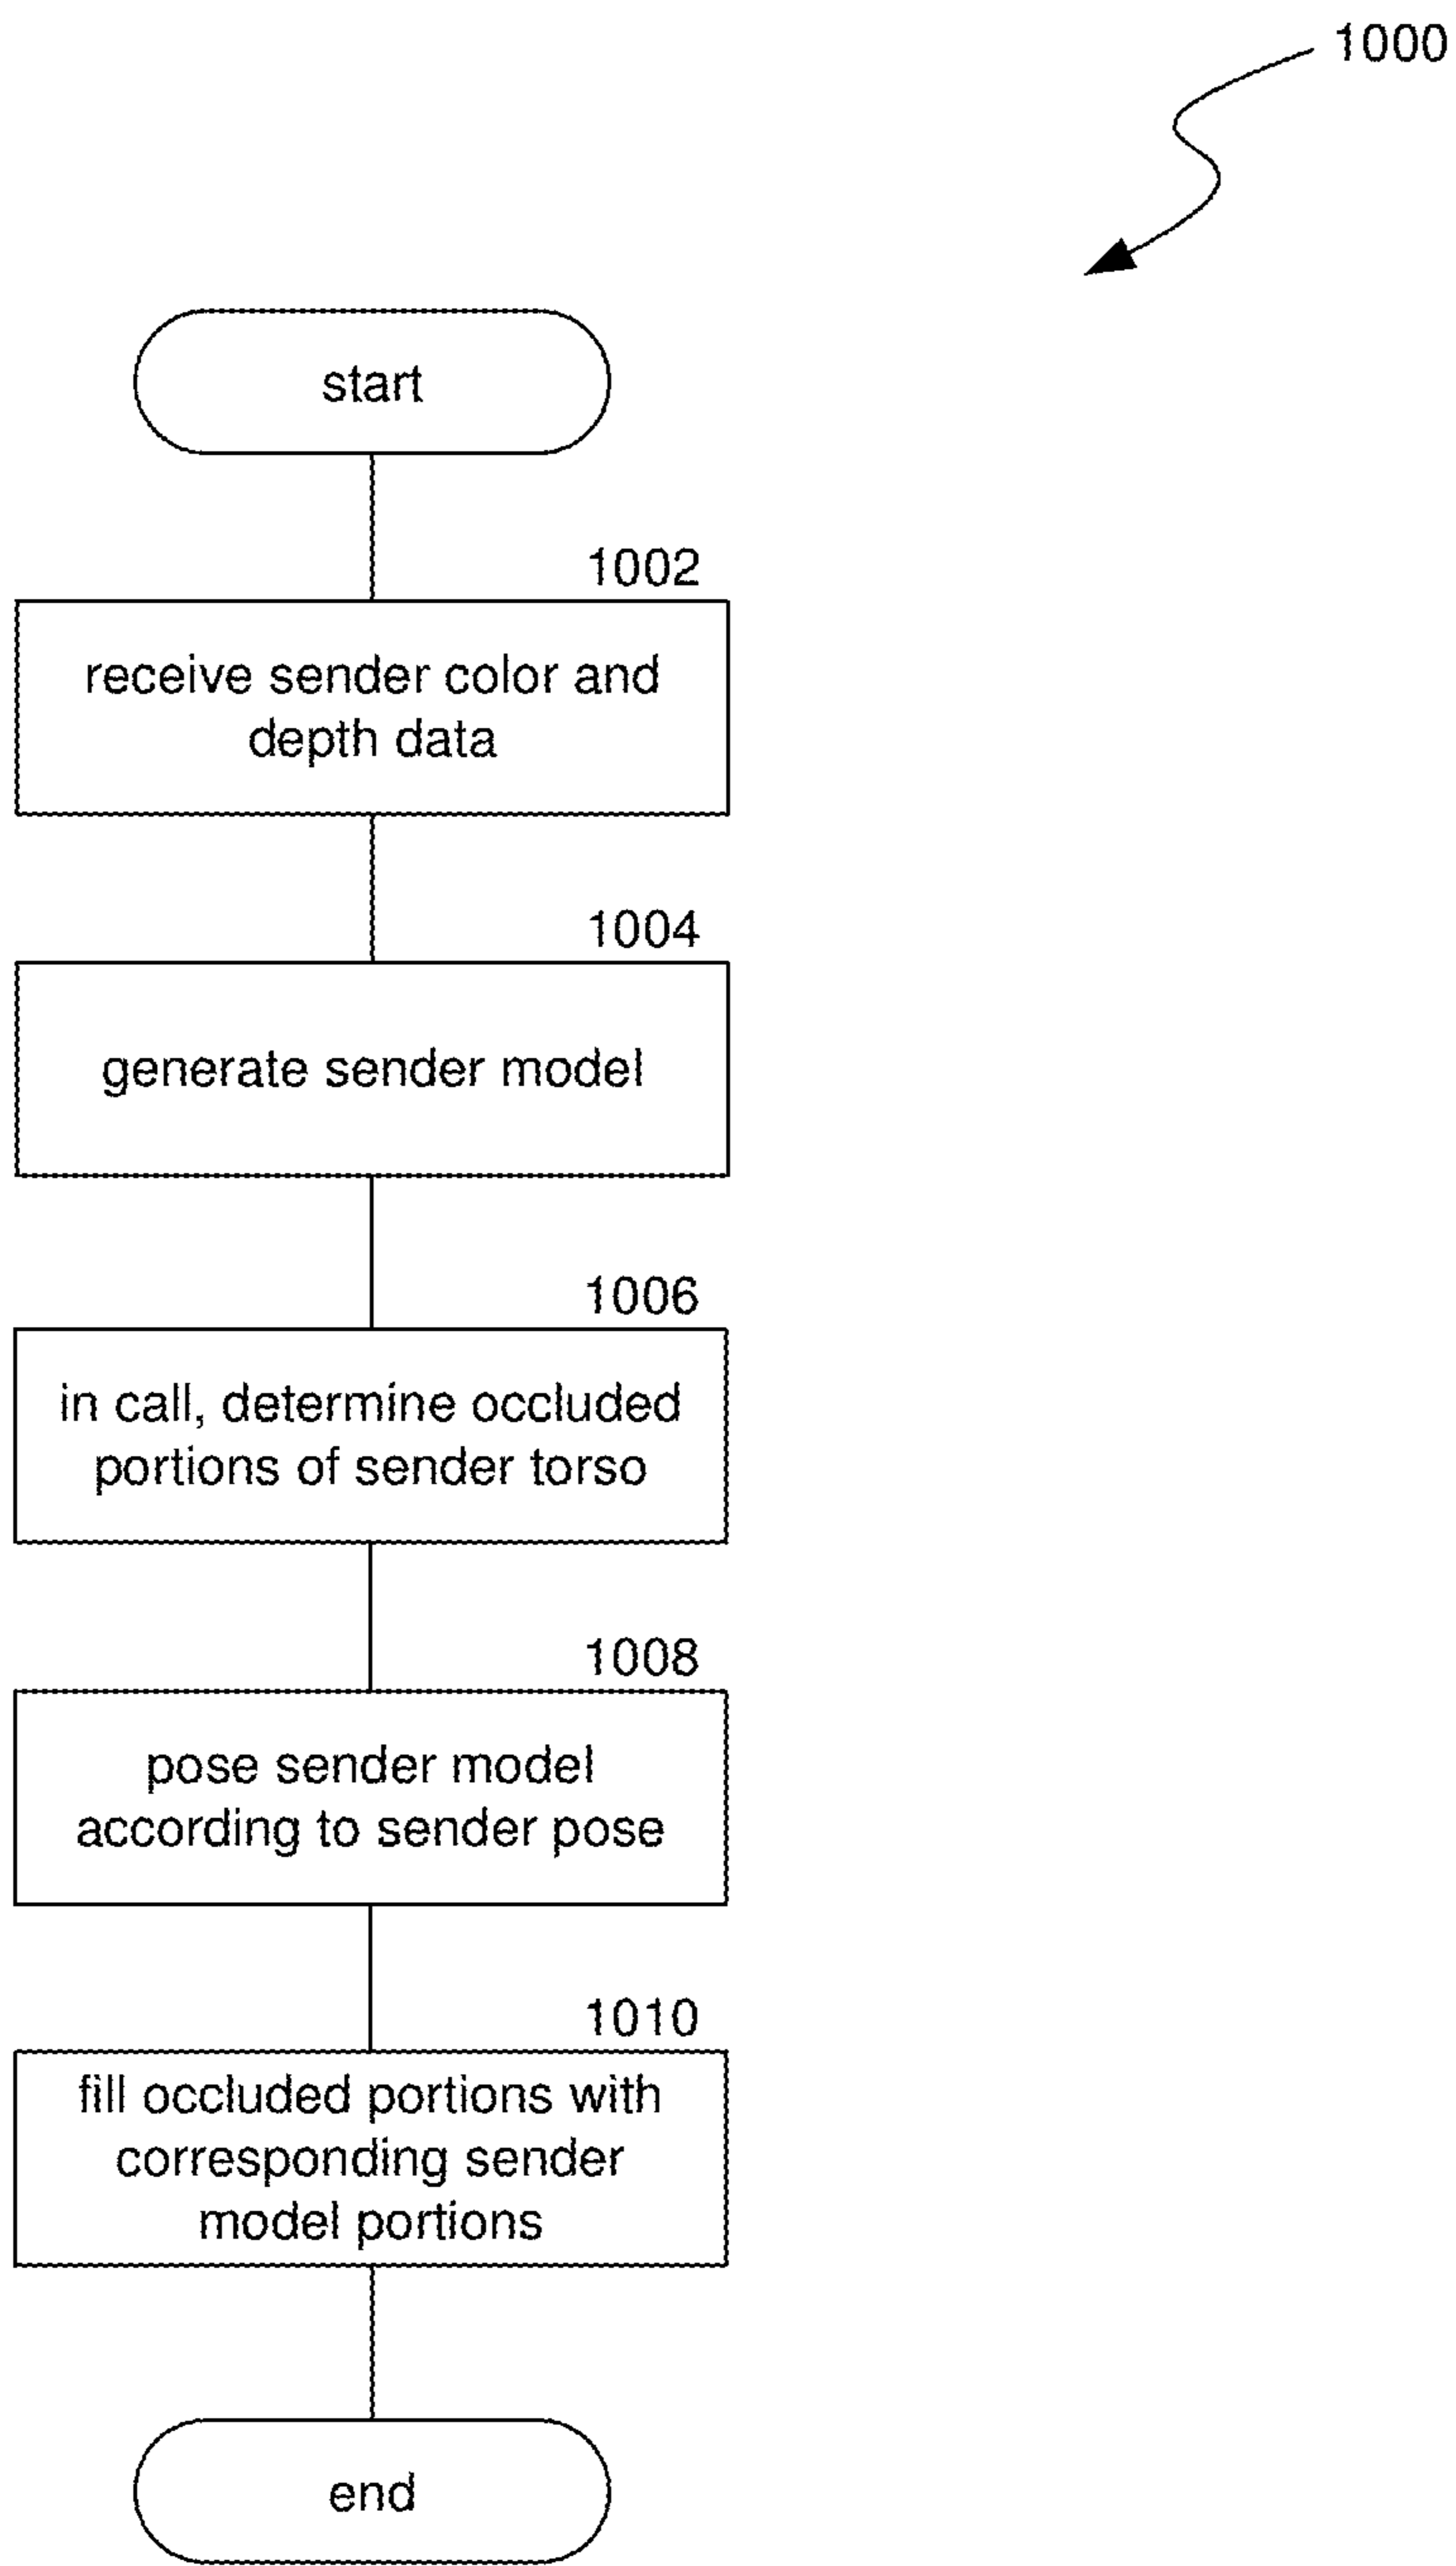 1000
start
1002
receive sender color and
depth data
1004
generate sender model
1006
in call, determine occluded
portions of sender torso
1008
pose sender model
according to sender pose
1010
fill occluded portions with
corresponding sender
model portions
end